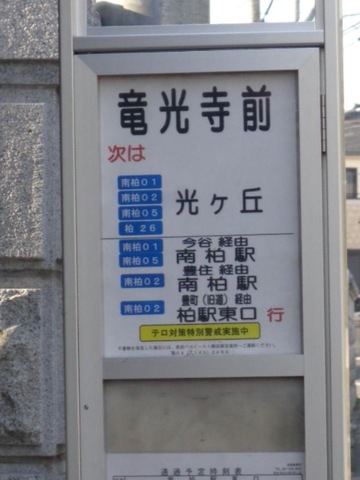 竜光寺前
次は
南柏01
南柏02
南柏05
柏 26
光ヶ丘
南柏01
南柏05
今谷 経由
南柏駅
南柏02
豊住 経由
南柏駅
南柏02
豊町(旧道) 経由
柏駅東口 行
テロ対策特別警戒実施中
通過予定時刻表